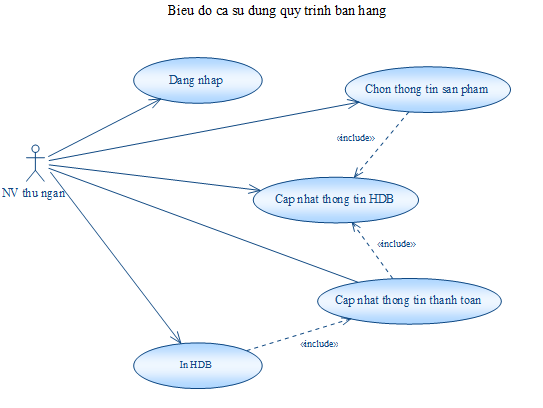 Bieu do ca su dung quy trinh ban hang
Dang nhap
Chon thong tin san pham
«include»
NV thu ngan
Cap nhat thong tin HDB
«include»
Cap nhat thong tin thanh toan
«include»
In HDB